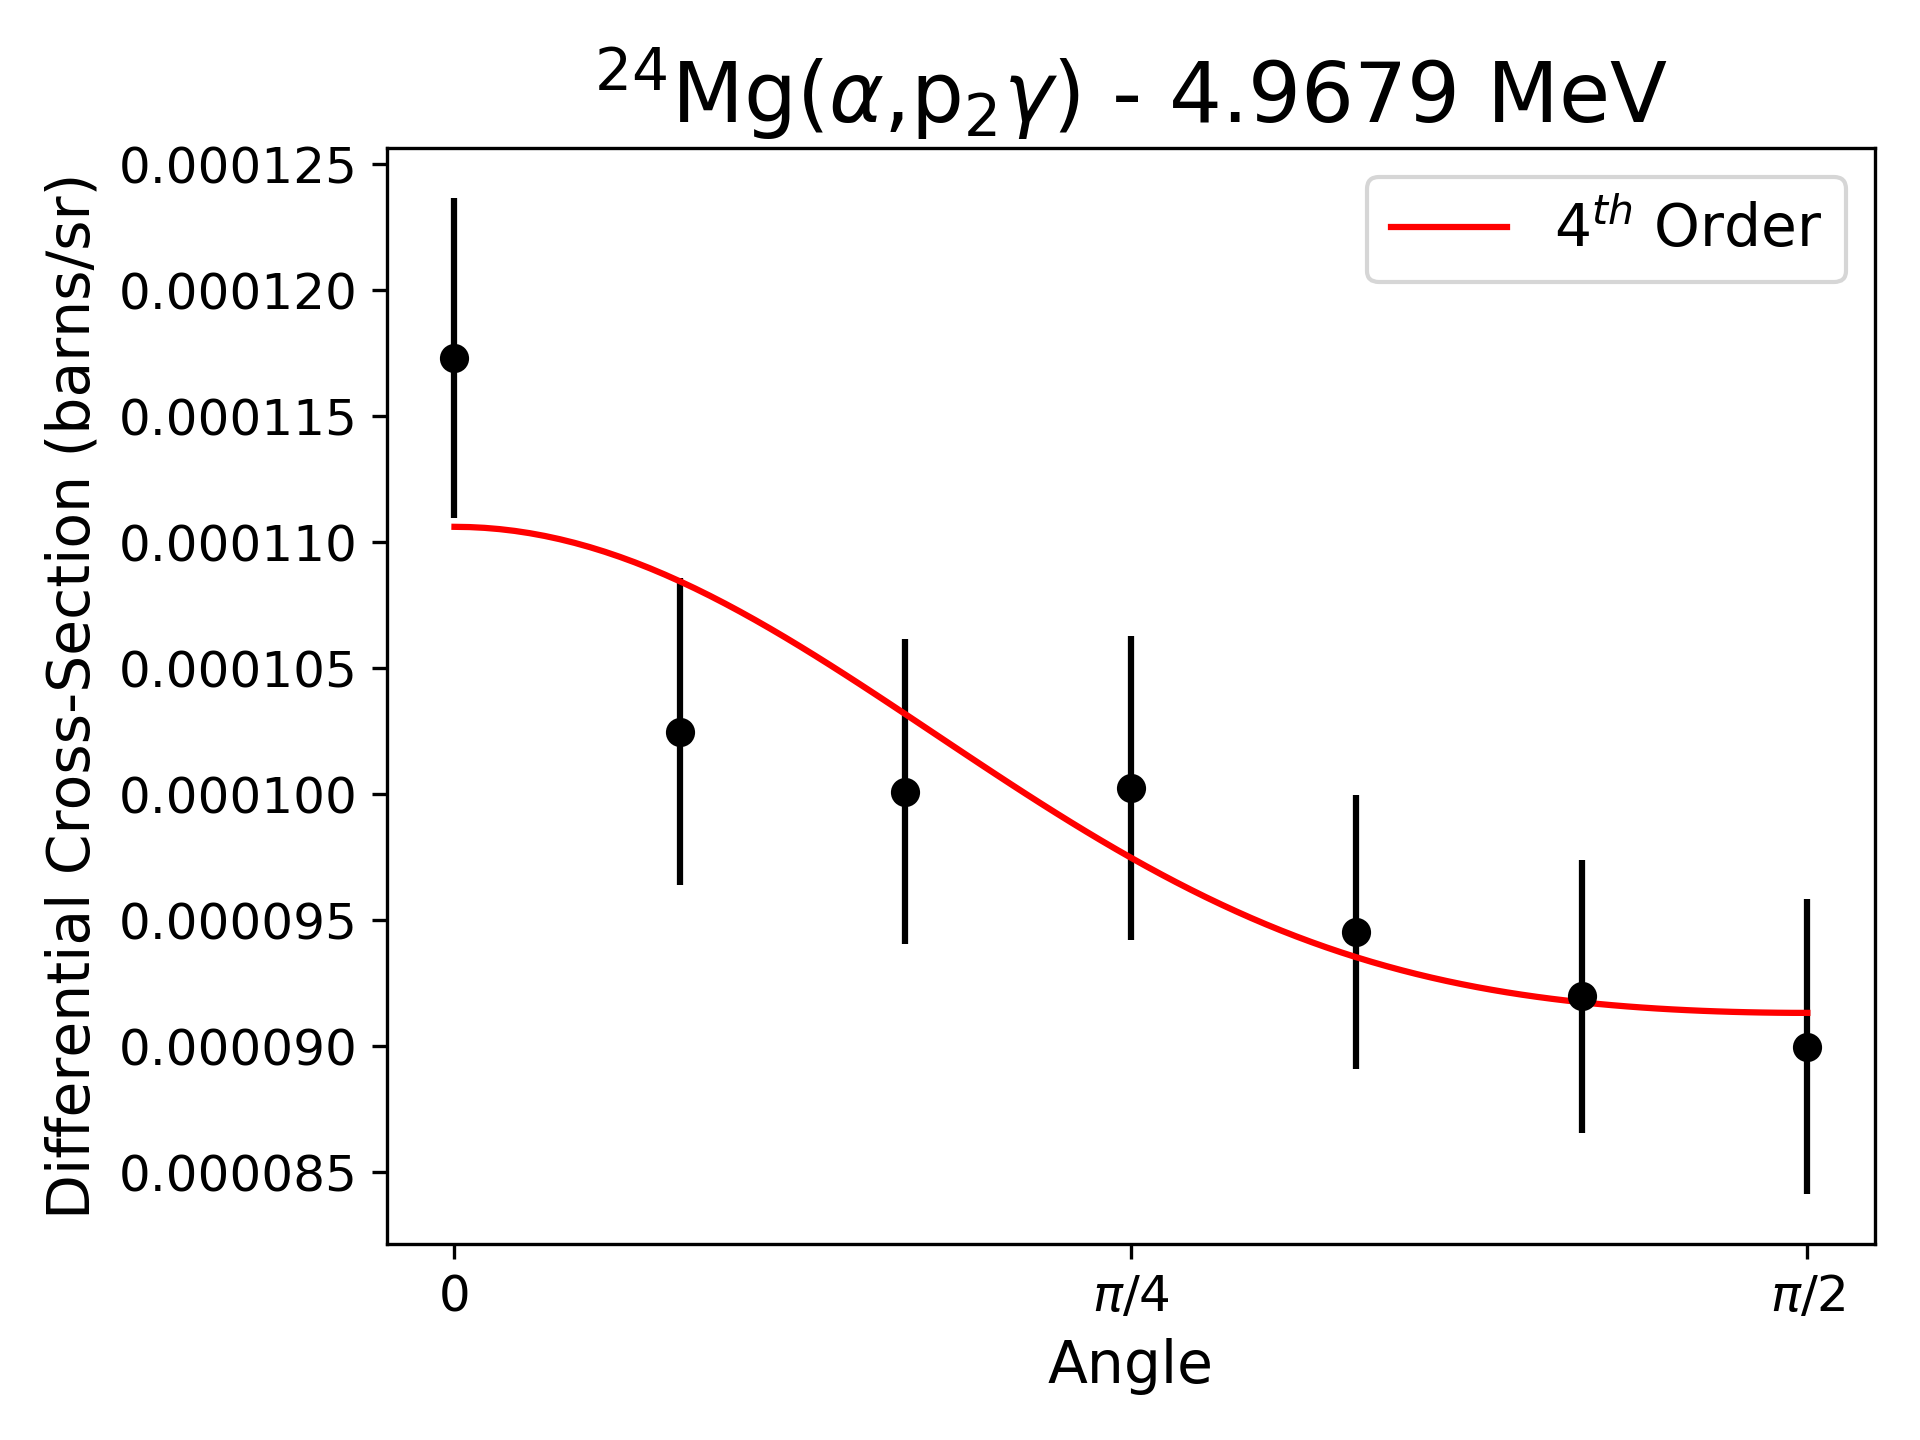 ²⁴Mg(α,p₂γ) - 4.9679 MeV
4ᵗʰ Order
Differential Cross-Section (barns/sr)
0.000125
0.000120
0.000115
0.000110
0.000105
0.000100
0.000095
0.000090
0.000085
0 π/4 π/2
Angle